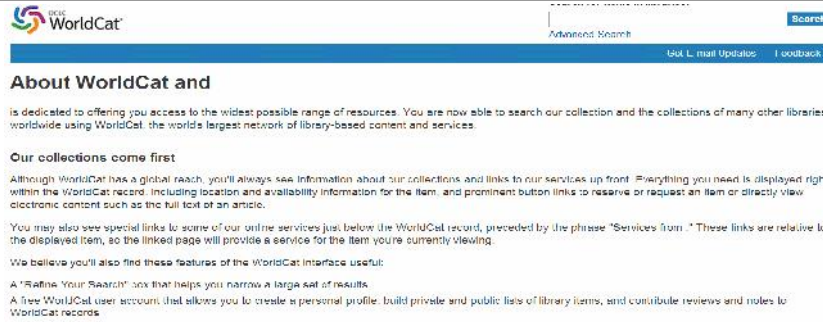 OCLC
WorldCat
Search for items in libraries:
Search
Advanced Search
Get E-mail Updates Feedback
About WorldCat and
is dedicated to offering you access to the widest possible range of resources. You are now able to search our collection and the collections of many other libraries
worldwide using WorldCat, the world's largest network of library-based content and services.
Our collections come first
Although WorldCat has a global reach, you'll always see information about our collections and links to our services up front. Everything you need is displayed righ
within the WorldCat record, including location and availability information for the item, and prominent button links to reserve or request an item or directly view
electronic content such as the full text of an article.
You may also see special links to some of our online services just below the WorldCat record, preceded by the phrase "Services from ." These links are relative to
the displayed item, so the linked page will provide a service for the item you're currently viewing.
We believe you'll also find these features of the WorldCat interface useful:
A "Refine Your Search" box that helps you narrow a large set of results
A free WorldCat user account that allows you to create a personal profile, build private and public lists of library items, and contribute reviews and notes to
WorldCat records